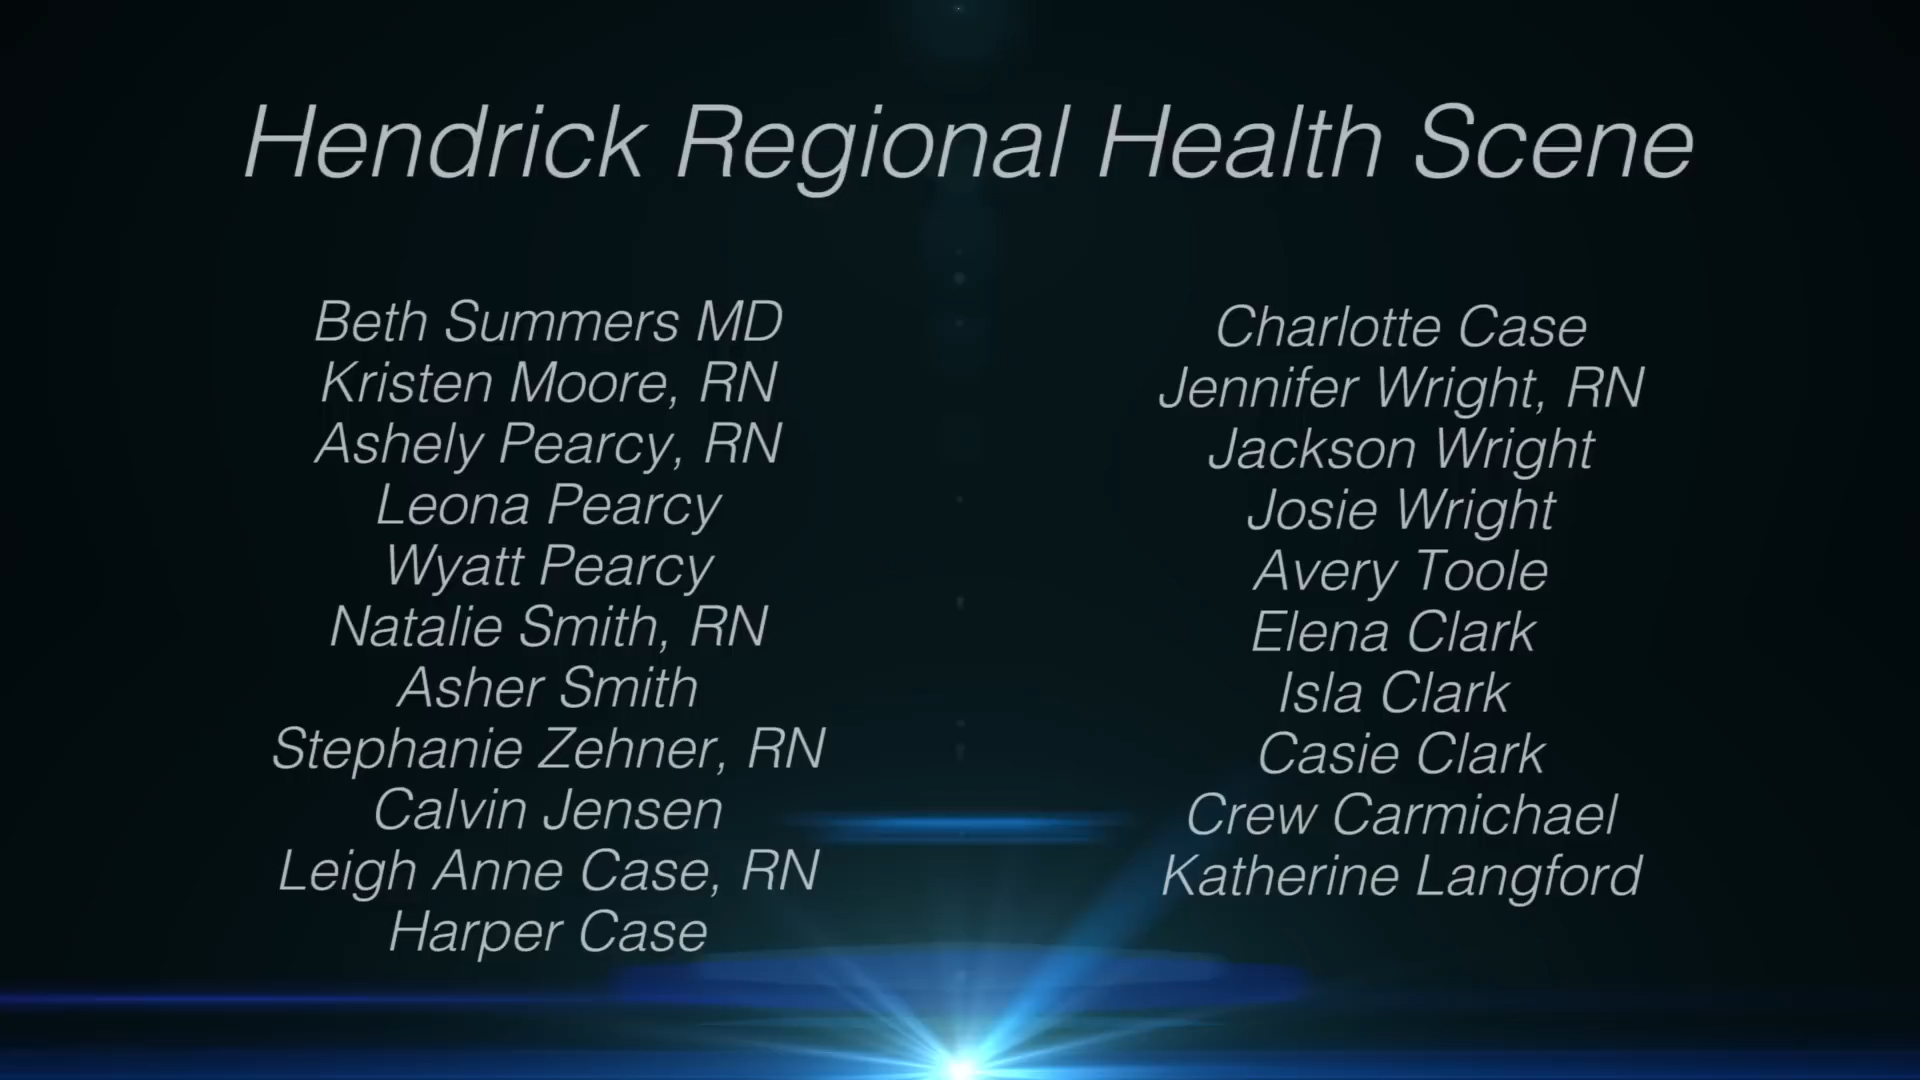 Hendrick Regional Health Scene
Beth Summers MD
Kristen Moore, RN
Ashely Pearcy, RN
Leona Pearcy
Wyatt Pearcy
Natalie Smith, RN
Asher Smith
Stephanie Zehner, RN
Calvin Jensen
Leigh Anne Case, RN
Harper Case
Charlotte Case
Jennifer Wright, RN
Jackson Wright
Josie Wright
Avery Toole
Elena Clark
Isla Clark
Casie Clark
Crew Carmichael
Katherine Langford